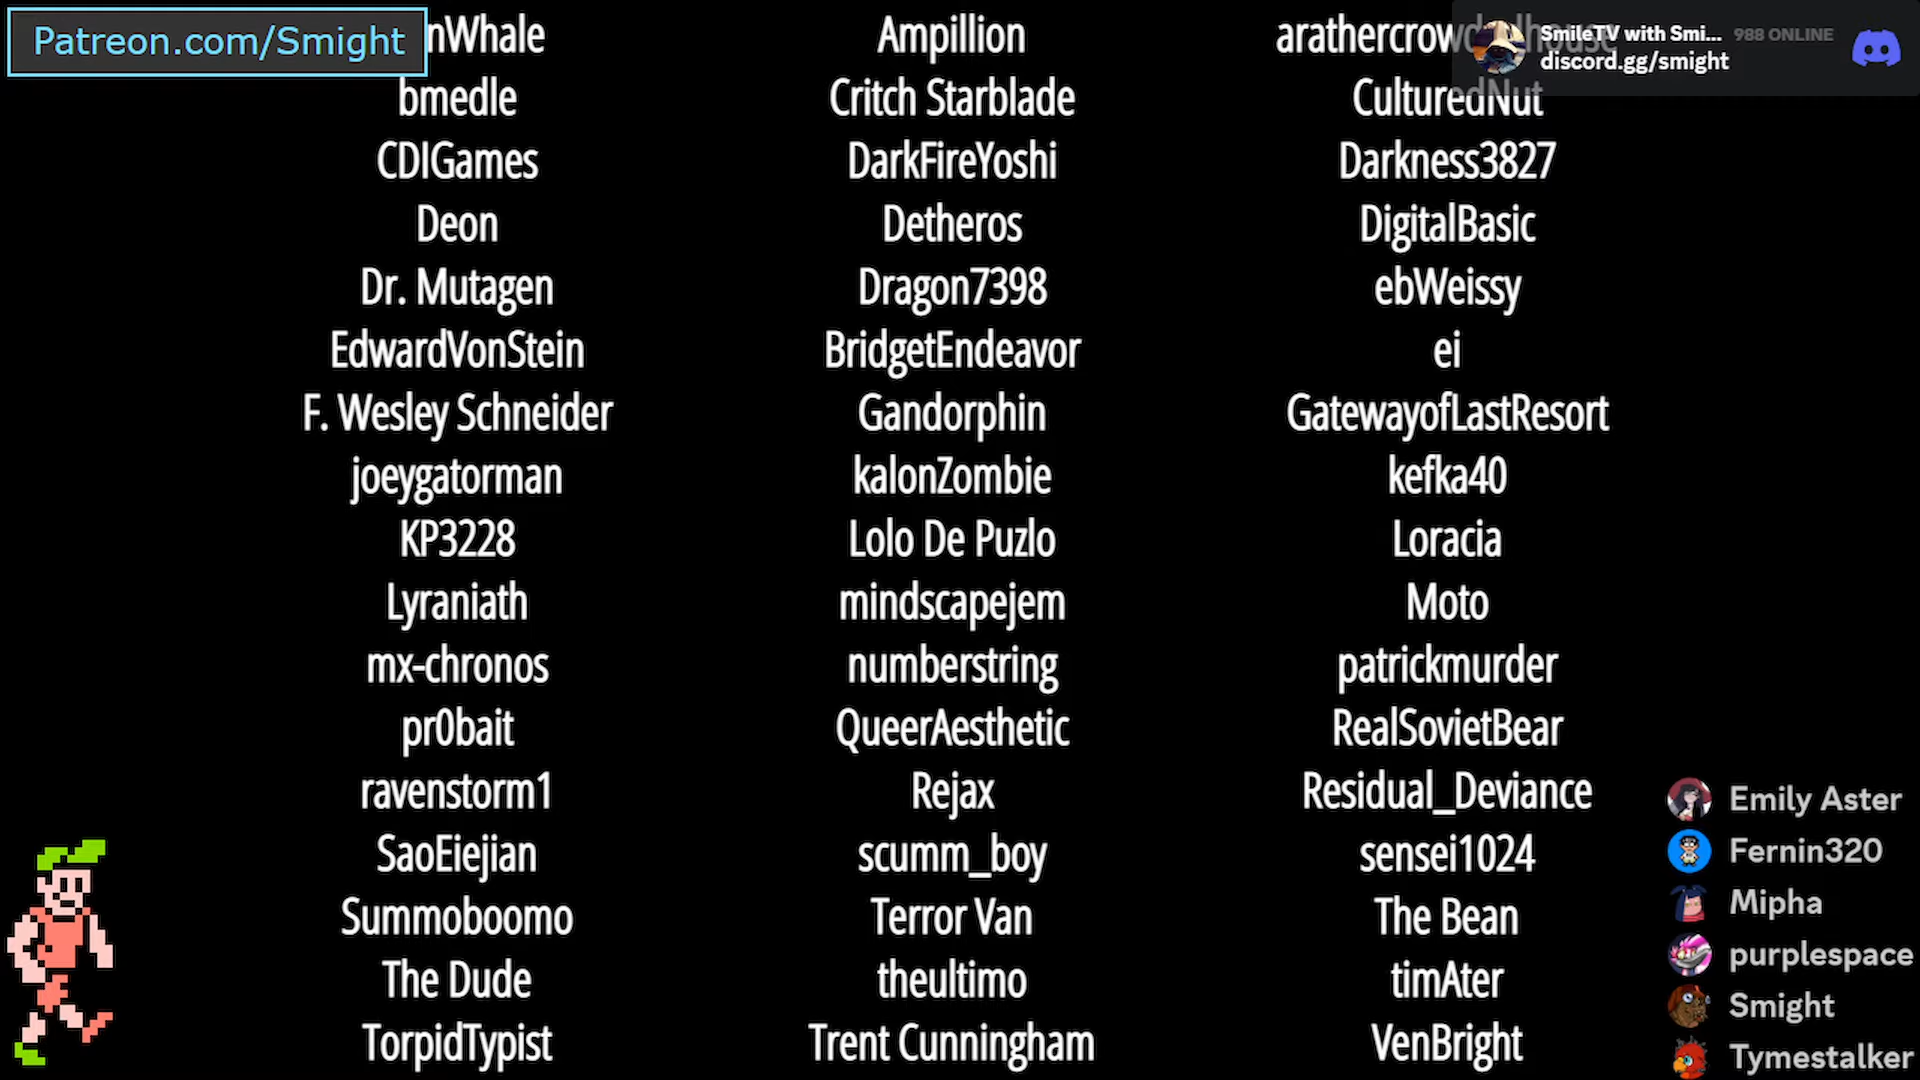 Patreon.com/Smight
nWhale Ampillion
SmileTV with Smi... 988 ONLINE
discord.gg/smight
bmedle Critch Starblade CulturedNut
CDIGames DarkFireYoshi Darkness3827
Deon Detheros DigitalBasic
Dr. Mutagen Dragon7398 ebWeissy
EdwardVonStein BridgetEndeavor ei
F. Wesley Schneider Gandorphin GatewayofLastResort
joeygatorman kalonZombie kefka40
KP3228 Lolo De Puzlo Loracia
Lyraniath mindscapejem Moto
mx-chronos numberstring patrickmurder
pr0bait QueerAesthetic RealSovietBear
ravenstorm1 Rejax Residual_Deviance
SaoEiejian scumm_boy sensei1024
Summoboomo Terror Van The Bean
The Dude theultimo timAter
TorpidTypist Trent Cunningham VenBright
Emily Aster
Fernin320
Mipha
purplespace
Smight
Tymestalker